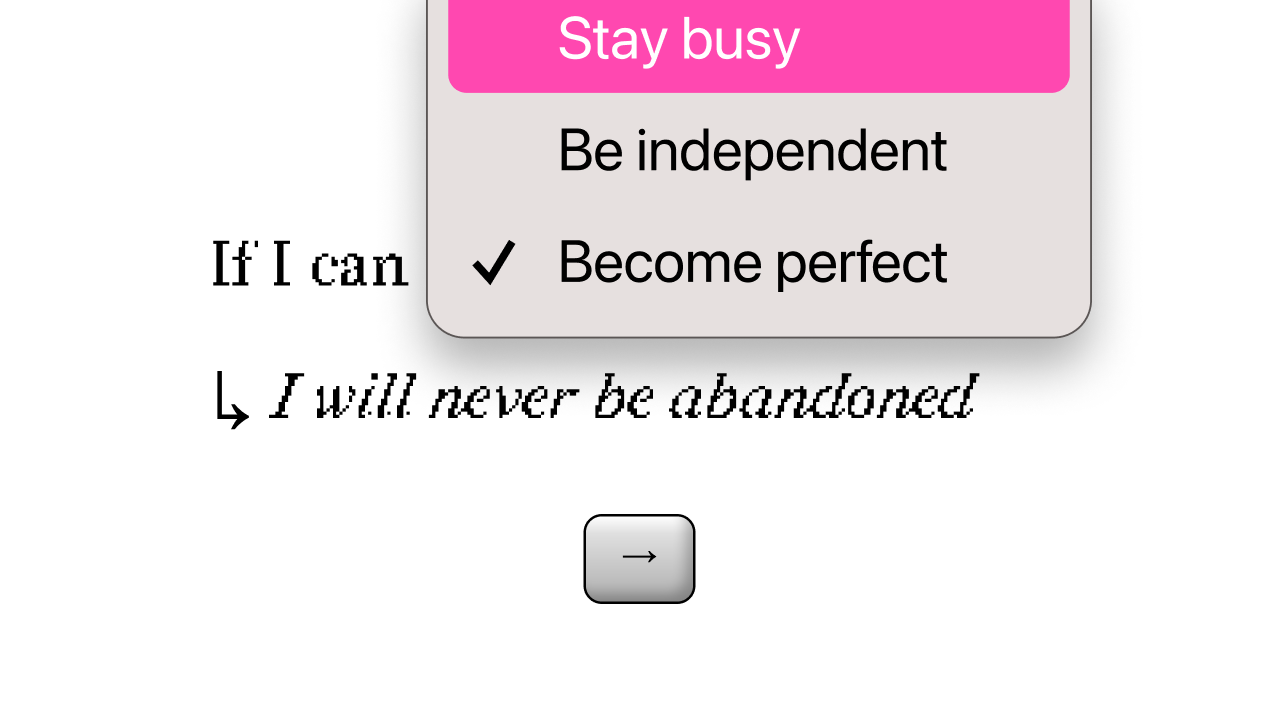 Stay busy
Be independent
If I can ✓ Become perfect
↳ I will never be abandoned
→